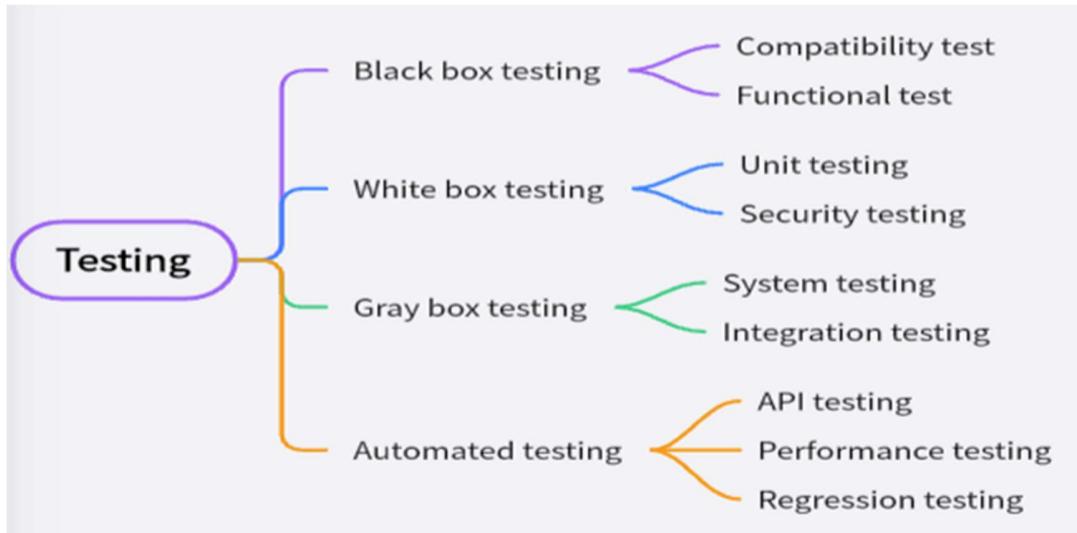 Testing
Black box testing
Compatibility test
Functional test
White box testing
Unit testing
Security testing
Gray box testing
System testing
Integration testing
Automated testing
API testing
Performance testing
Regression testing